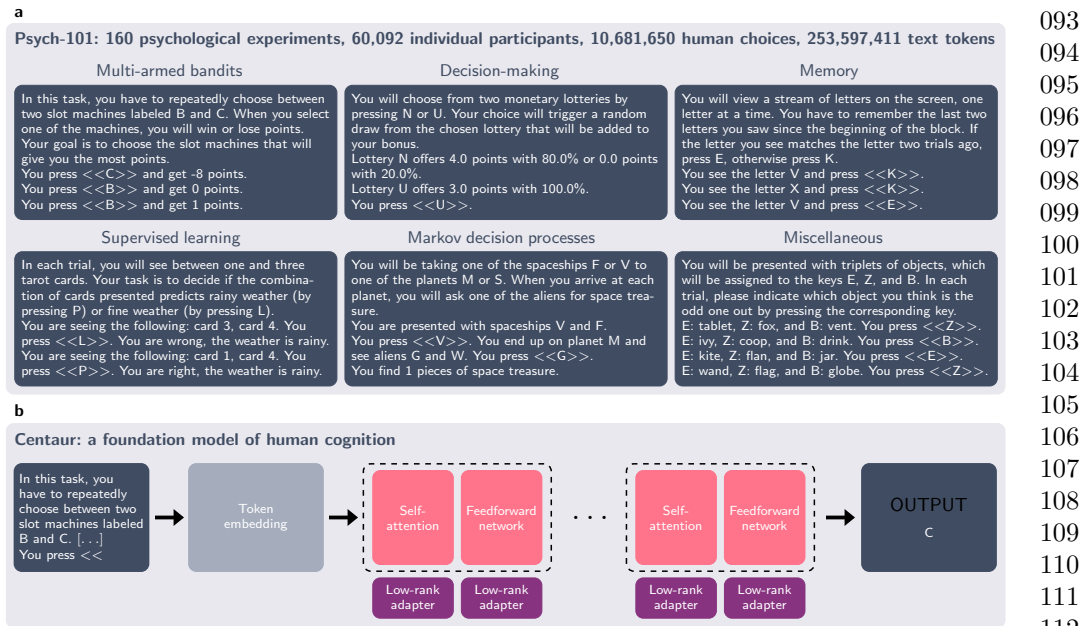 a
Psych-101: 160 psychological experiments, 60,092 individual participants, 10,681,650 human choices, 253,597,411 text tokens
Multi-armed bandits
In this task, you have to repeatedly choose between
two slot machines labeled B and C. When you select
one of the machines, you will win or lose points.
Your goal is to choose the slot machines that will
give you the most points.
You press <<C>> and get -8 points.
You press <<B>> and get 0 points.
You press <<B>> and get 1 points.
Decision-making
You will choose from two monetary lotteries by
pressing N or U. Your choice will trigger a random
draw from the chosen lottery that will be added to
your bonus.
Lottery N offers 4.0 points with 80.0% or 0.0 points
with 20.0%.
Lottery U offers 3.0 points with 100.0%.
You press <<U>>.
Memory
You will view a stream of letters on the screen, one
letter at a time. You have to remember the last two
letters you saw since the beginning of the block. If
the letter you see matches the letter two trials ago,
press E, otherwise press K.
You see the letter V and press <<K>>.
You see the letter X and press <<K>>.
You see the letter V and press <<E>>.
Supervised learning
In each trial, you will see between one and three
tarot cards. Your task is to decide if the combina-
tion of cards presented predicts rainy weather (by
pressing P) or fine weather (by pressing L).
You are seeing the following: card 3, card 4. You
press <<L>>. You are wrong, the weather is rainy.
You are seeing the following: card 1, card 4. You
press <<P>>. You are right, the weather is rainy.
Markov decision processes
You will be taking one of the spaceships F or V to
one of the planets M or S. When you arrive at each
planet, you will ask one of the aliens for space trea-
sure.
You are presented with spaceships V and F.
You press <<V>>. You end up on planet M and
see aliens G and W. You press <<G>>.
You find 1 pieces of space treasure.
Miscellaneous
You will be presented with triplets of objects, which
will be assigned to the keys E, Z, and B. In each
trial, please indicate which object you think is the
odd one out by pressing the corresponding key.
E: tablet, Z: fox, and B: vent. You press <<Z>>.
E: ivy, Z: coop, and B: drink. You press <<B>>.
E: kite, Z: flan, and B: jar. You press <<E>>.
E: wand, Z: flag, and B: globe. You press <<Z>>.
b
Centaur: a foundation model of human cognition
In this task, you
have to repeatedly
choose between two
slot machines labeled
B and C. [...]
You press <<
Token
embedding
Self-
attention
Feedforward
network
Low-rank
adapter
Low-rank
adapter
· · ·
Self-
attention
Feedforward
network
Low-rank
adapter
Low-rank
adapter
OUTPUT
C
093
094
095
096
097
098
099
100
101
102
103
104
105
106
107
108
109
110
111